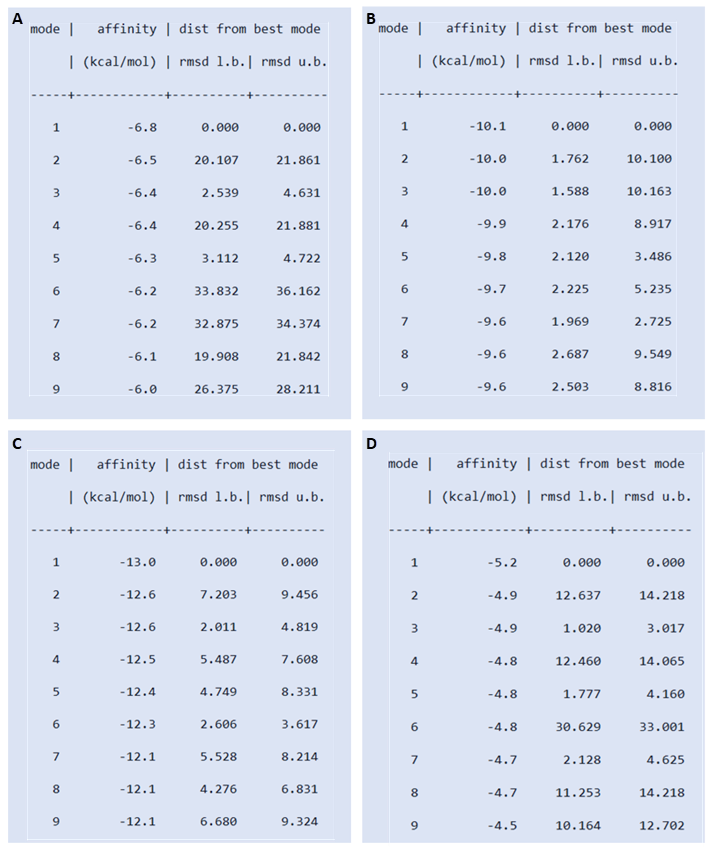 A
mode | affinity | dist from best mode
| (kcal/mol) | rmsd l.b.| rmsd u.b.
-----+------------+----------+----------
1 -6.8 0.000 0.000
2 -6.5 20.107 21.861
3 -6.4 2.539 4.631
4 -6.4 20.255 21.881
5 -6.3 3.112 4.722
6 -6.2 33.832 36.162
7 -6.2 32.875 34.374
8 -6.1 19.908 21.842
9 -6.0 26.375 28.211
B
mode | affinity | dist from best mode
| (kcal/mol) | rmsd l.b.| rmsd u.b.
-----+------------+----------+----------
1 -10.1 0.000 0.000
2 -10.0 1.762 10.100
3 -10.0 1.588 10.163
4 -9.9 2.176 8.917
5 -9.8 2.120 3.486
6 -9.7 2.225 5.235
7 -9.6 1.969 2.725
8 -9.6 2.687 9.549
9 -9.6 2.503 8.816
C
mode | affinity | dist from best mode
| (kcal/mol) | rmsd l.b.| rmsd u.b.
-----+------------+----------+----------
1 -13.0 0.000 0.000
2 -12.6 7.203 9.456
3 -12.6 2.011 4.819
4 -12.5 5.487 7.608
5 -12.4 4.749 8.331
6 -12.3 2.606 3.617
7 -12.1 5.528 8.214
8 -12.1 4.276 6.831
9 -12.1 6.680 9.324
D
mode | affinity | dist from best mode
| (kcal/mol) | rmsd l.b.| rmsd u.b.
-----+------------+----------+----------
1 -5.2 0.000 0.000
2 -4.9 12.637 14.218
3 -4.9 1.020 3.017
4 -4.8 12.460 14.065
5 -4.8 1.777 4.160
6 -4.8 30.629 33.001
7 -4.7 2.128 4.625
8 -4.7 11.253 14.218
9 -4.5 10.164 12.702